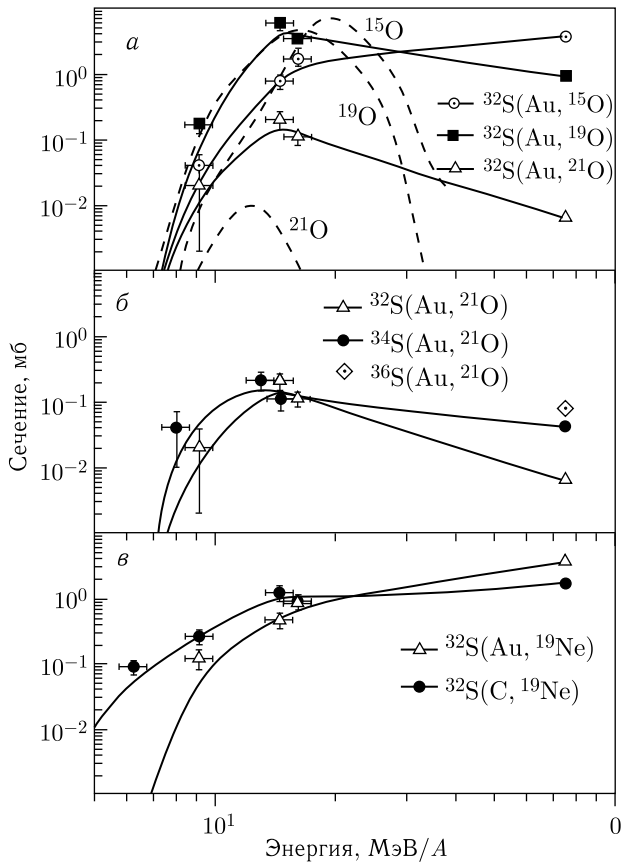 а
¹⁵O
10⁰
³²S(Au, ¹⁵O)
¹⁹O
³²S(Au, ¹⁹O)
10⁻¹
³²S(Au, ²¹O)
10⁻²
²¹O
б
³²S(Au, ²¹O)
10⁰
³⁴S(Au, ²¹O)
³⁶S(Au, ²¹O)
10⁻¹
10⁻²
Сечение, мб
в
10⁰
³²S(Au, ¹⁹Ne)
10⁻¹
³²S(C, ¹⁹Ne)
10⁻²
10¹ 0
Энергия, МэВ/A